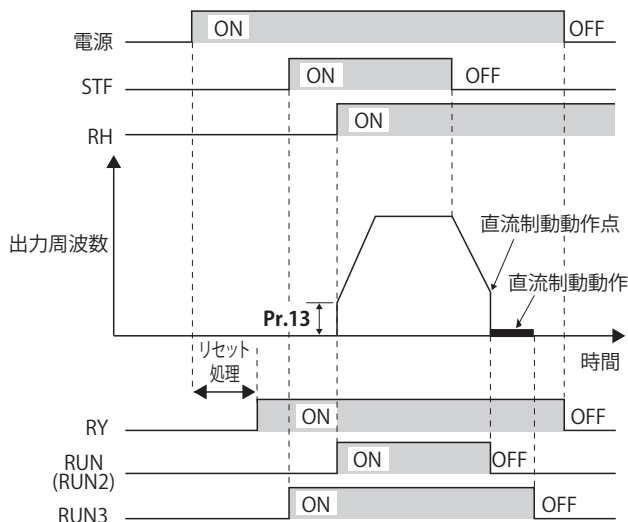 電源 ON OFF
STF ON OFF
RH ON
出力周波数
Pr.13
直流制動動作点
直流制動動作
時間
リセット
処理
RY ON OFF
RUN ON OFF
(RUN2)
RUN3 ON OFF